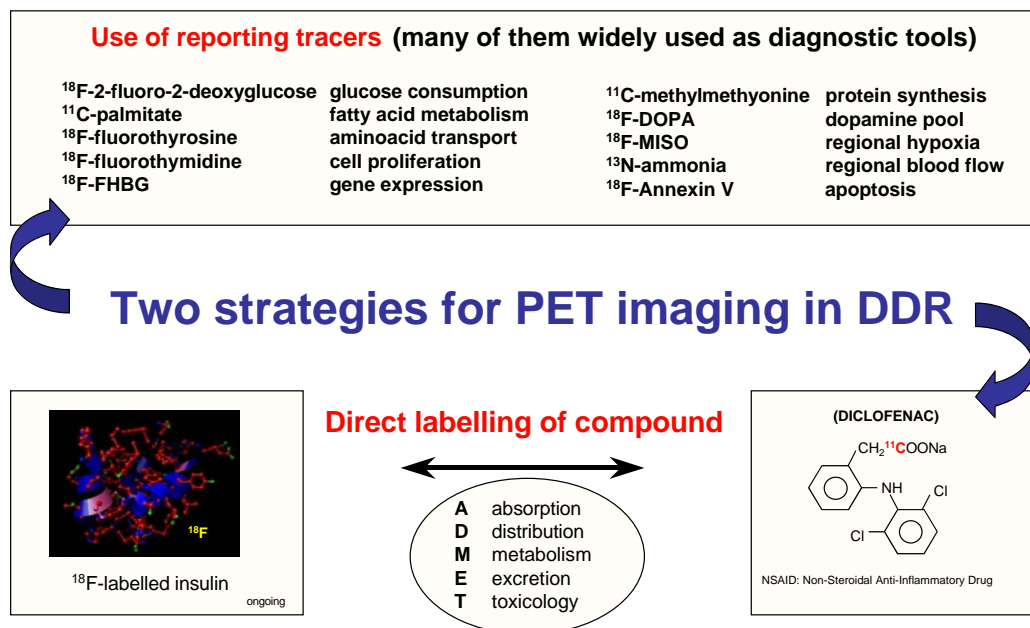 Use of reporting tracers (many of them widely used as diagnostic tools)
¹⁸F-2-fluoro-2-deoxyglucose glucose consumption
¹¹C-palmitate fatty acid metabolism
¹⁸F-fluorothyrosine aminoacid transport
¹⁸F-fluorothymidine cell proliferation
¹⁸F-FHBG gene expression
¹¹C-methylmethyonine protein synthesis
¹⁸F-DOPA dopamine pool
¹⁸F-MISO regional hypoxia
¹³N-ammonia regional blood flow
¹⁸F-Annexin V apoptosis
Two strategies for PET imaging in DDR
¹⁸F
¹⁸F-labelled insulin
ongoing
Direct labelling of compound
A absorption
D distribution
M metabolism
E excretion
T toxicology
(DICLOFENAC)
CH₂¹¹COONa
NH
Cl
Cl
NSAID: Non-Steroidal Anti-Inflammatory Drug